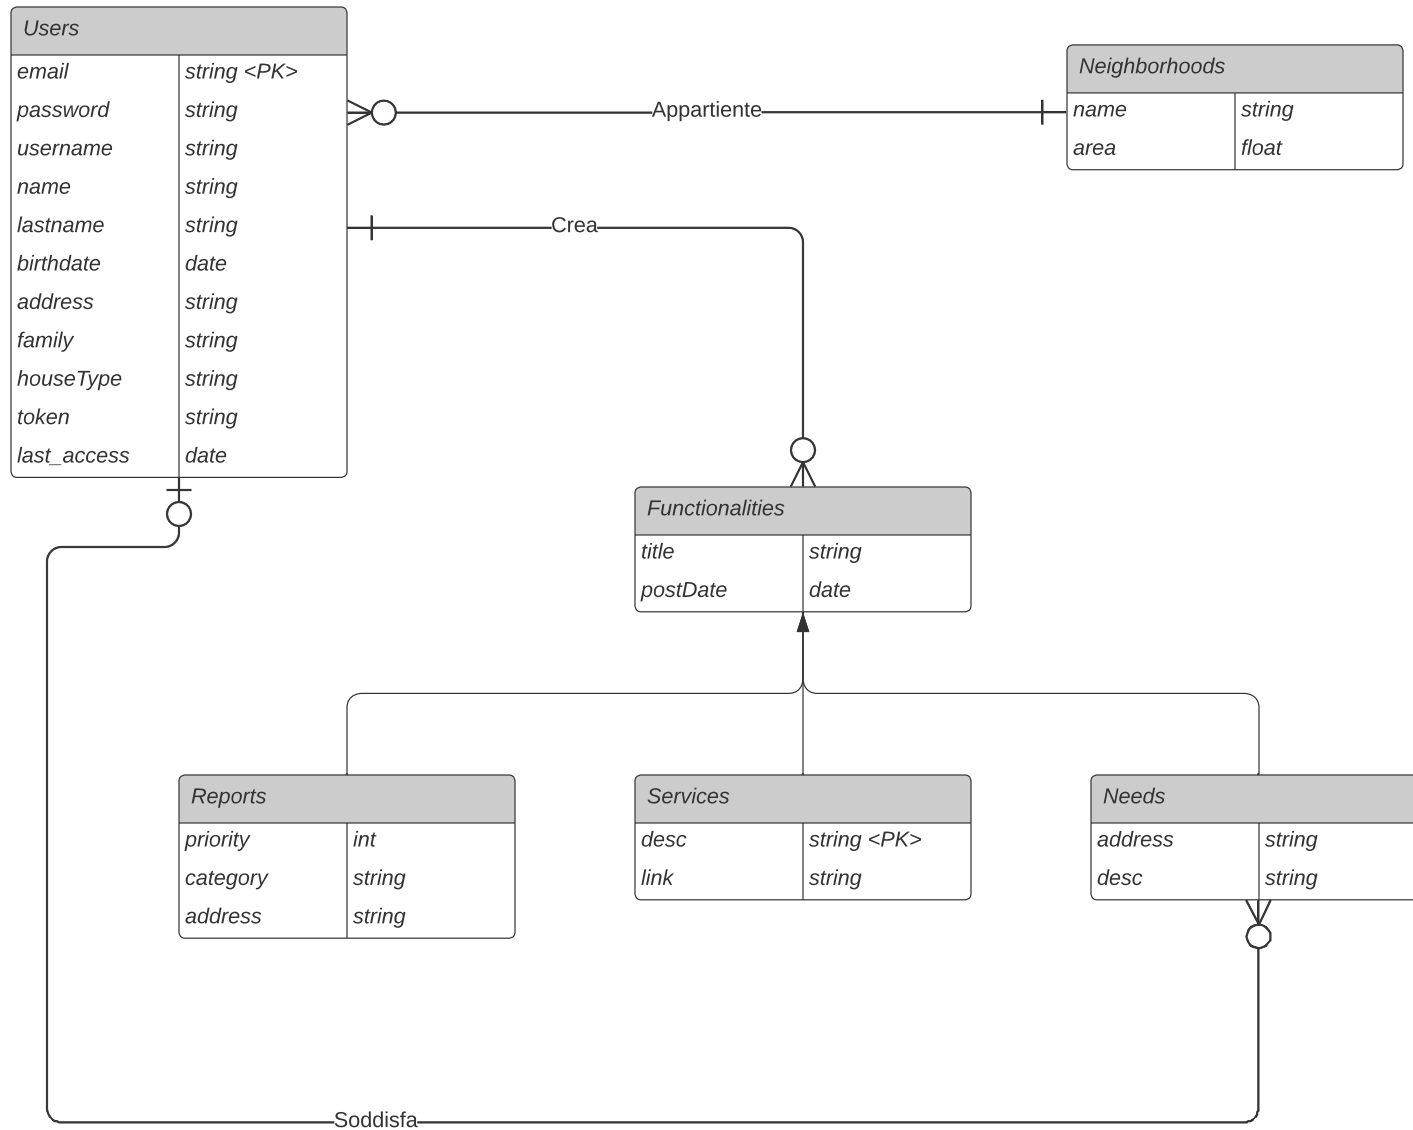 Users
email string <PK>
password string
username string
name string
lastname string
birthdate date
address string
family string
houseType string
token string
last_access date
Appartiente
Neighborhoods
name string
area float
Crea
Functionalities
title string
postDate date
Reports
priority int
category string
address string
Services
desc string <PK>
link string
Needs
address string
desc string
Soddisfa